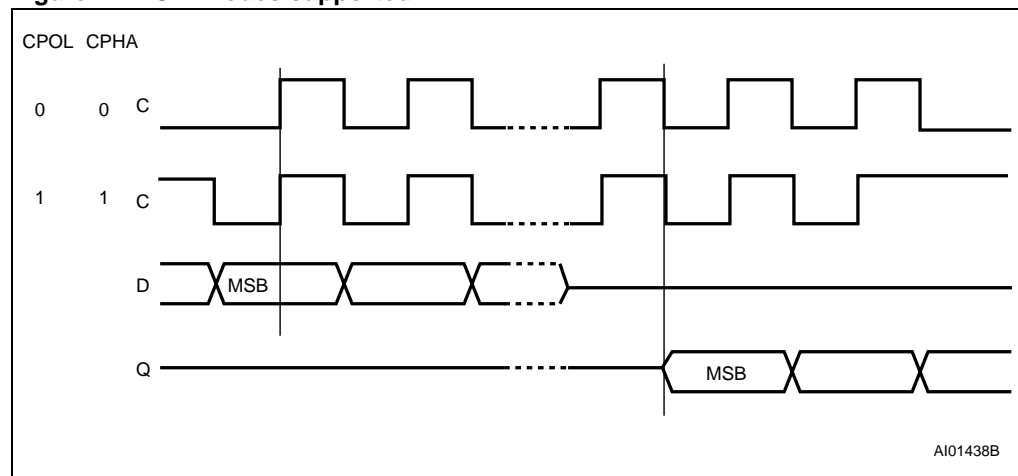 CPOL CPHA
0 0 C
1 1 C
D MSB
Q MSB
AI01438B